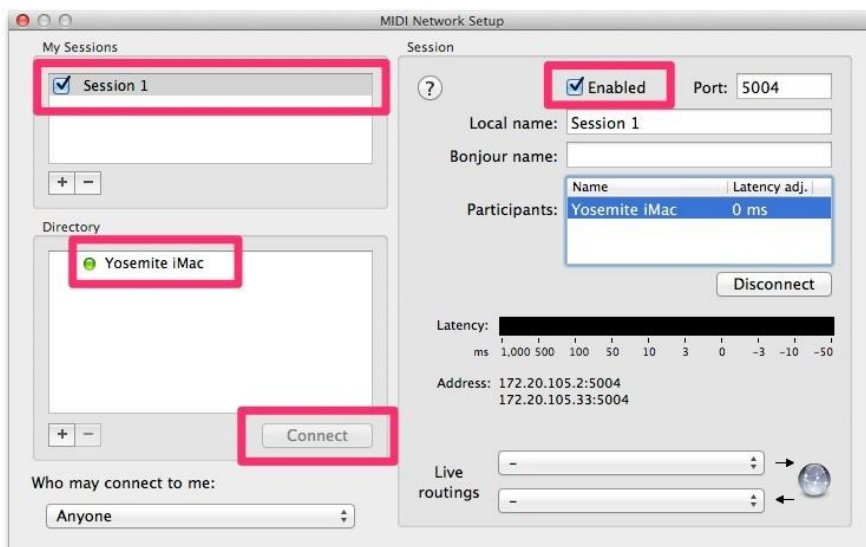 MIDI Network Setup
My Sessions
Session 1
+ −
Directory
Yosemite iMac
+ −
Connect
Who may connect to me:
Anyone
Session
?
Enabled
Port: 5004
Local name: Session 1
Bonjour name:
Participants:
Name Latency adj.
Yosemite iMac 0 ms
Disconnect
Latency:
ms 1,000 500 100 50 10 3 0 -3 -10 -50
Address: 172.20.105.2:5004
172.20.105.33:5004
Live
routings
–
–